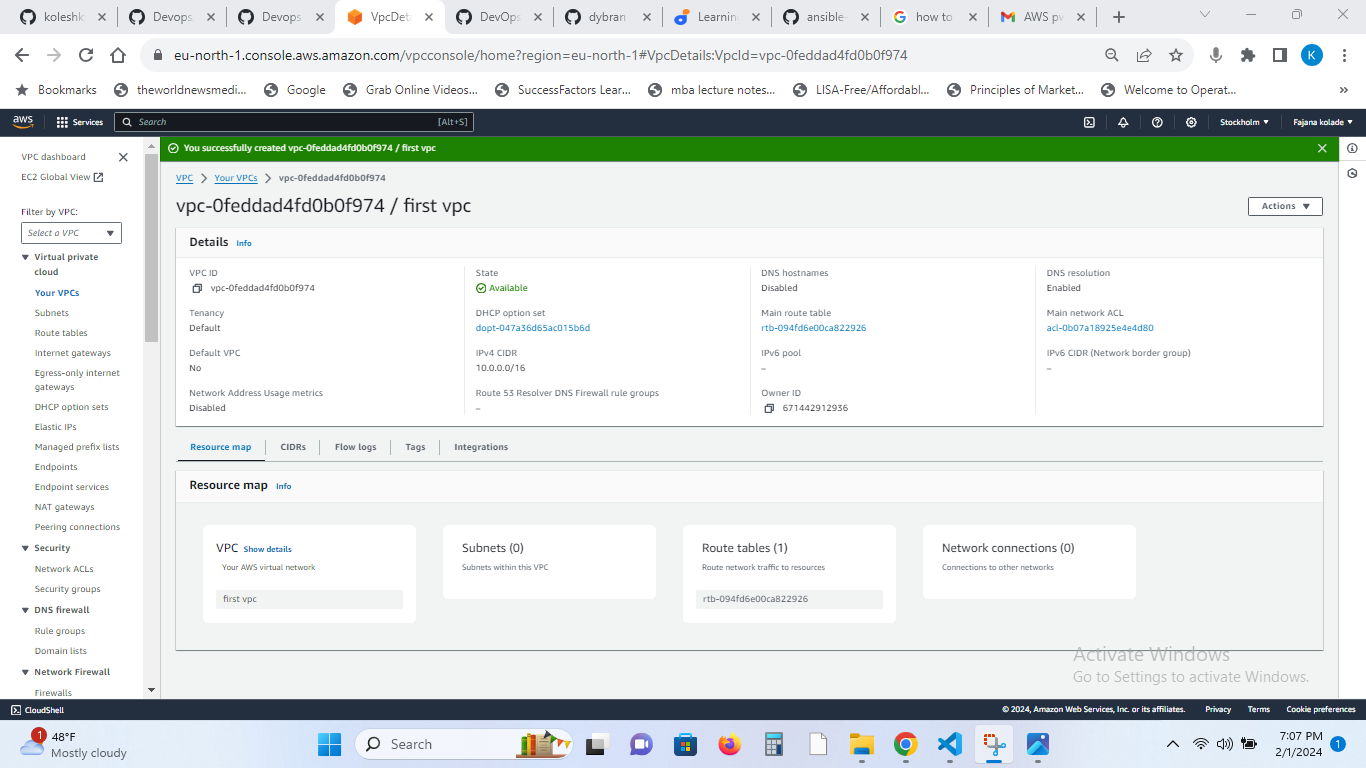 koleshk
Devops
Devops
VpcDeta
DevOps
dybran
Learning
ansible-
how to
AWS pv
eu-north-1.console.aws.amazon.com/vpcconsole/home?region=eu-north-1#VpcDetails:VpcId=vpc-0feddad4fd0b0f974
K
Bookmarks
theworldnewsmedi...
Google
Grab Online Videos...
SuccessFactors Lear...
mba lecture notes...
LISA-Free/Affordabl...
Principles of Market...
Welcome to Operat...
aws
Services
Search
[Alt+S]
Stockholm
Fajana kolade
VPC dashboard
EC2 Global View
Filter by VPC:
Select a VPC
Virtual private
cloud
Your VPCs
Subnets
Route tables
Internet gateways
Egress-only internet
gateways
DHCP option sets
Elastic IPs
Managed prefix lists
Endpoints
Endpoint services
NAT gateways
Peering connections
Security
Network ACLs
Security groups
DNS firewall
Rule groups
Domain lists
Network Firewall
Firewalls
You successfully created vpc-0feddad4fd0b0f974 / first vpc
VPC
Your VPCs
vpc-0feddad4fd0b0f974
vpc-0feddad4fd0b0f974 / first vpc
Actions
Details
Info
VPC ID
vpc-0feddad4fd0b0f974
State
Available
DNS hostnames
Disabled
DNS resolution
Enabled
Tenancy
Default
DHCP option set
dopt-047a36d65ac015b6d
Main route table
rtb-094fd6e00ca822926
Main network ACL
acl-0b07a18925e4e4d80
Default VPC
No
IPv4 CIDR
10.0.0.0/16
IPv6 pool
–
IPv6 CIDR (Network border group)
–
Network Address Usage metrics
Disabled
Route 53 Resolver DNS Firewall rule groups
–
Owner ID
671442912936
Resource map
CIDRs
Flow logs
Tags
Integrations
Resource map
Info
VPC
Show details
Your AWS virtual network
first vpc
Subnets (0)
Subnets within this VPC
Route tables (1)
Route network traffic to resources
rtb-094fd6e00ca822926
Network connections (0)
Connections to other networks
Activate Windows
Go to Settings to activate Windows.
CloudShell
© 2024, Amazon Web Services, Inc. or its affiliates.
Privacy
Terms
Cookie preferences
1
48°F
Mostly cloudy
Search
7:07 PM
2/1/2024
1